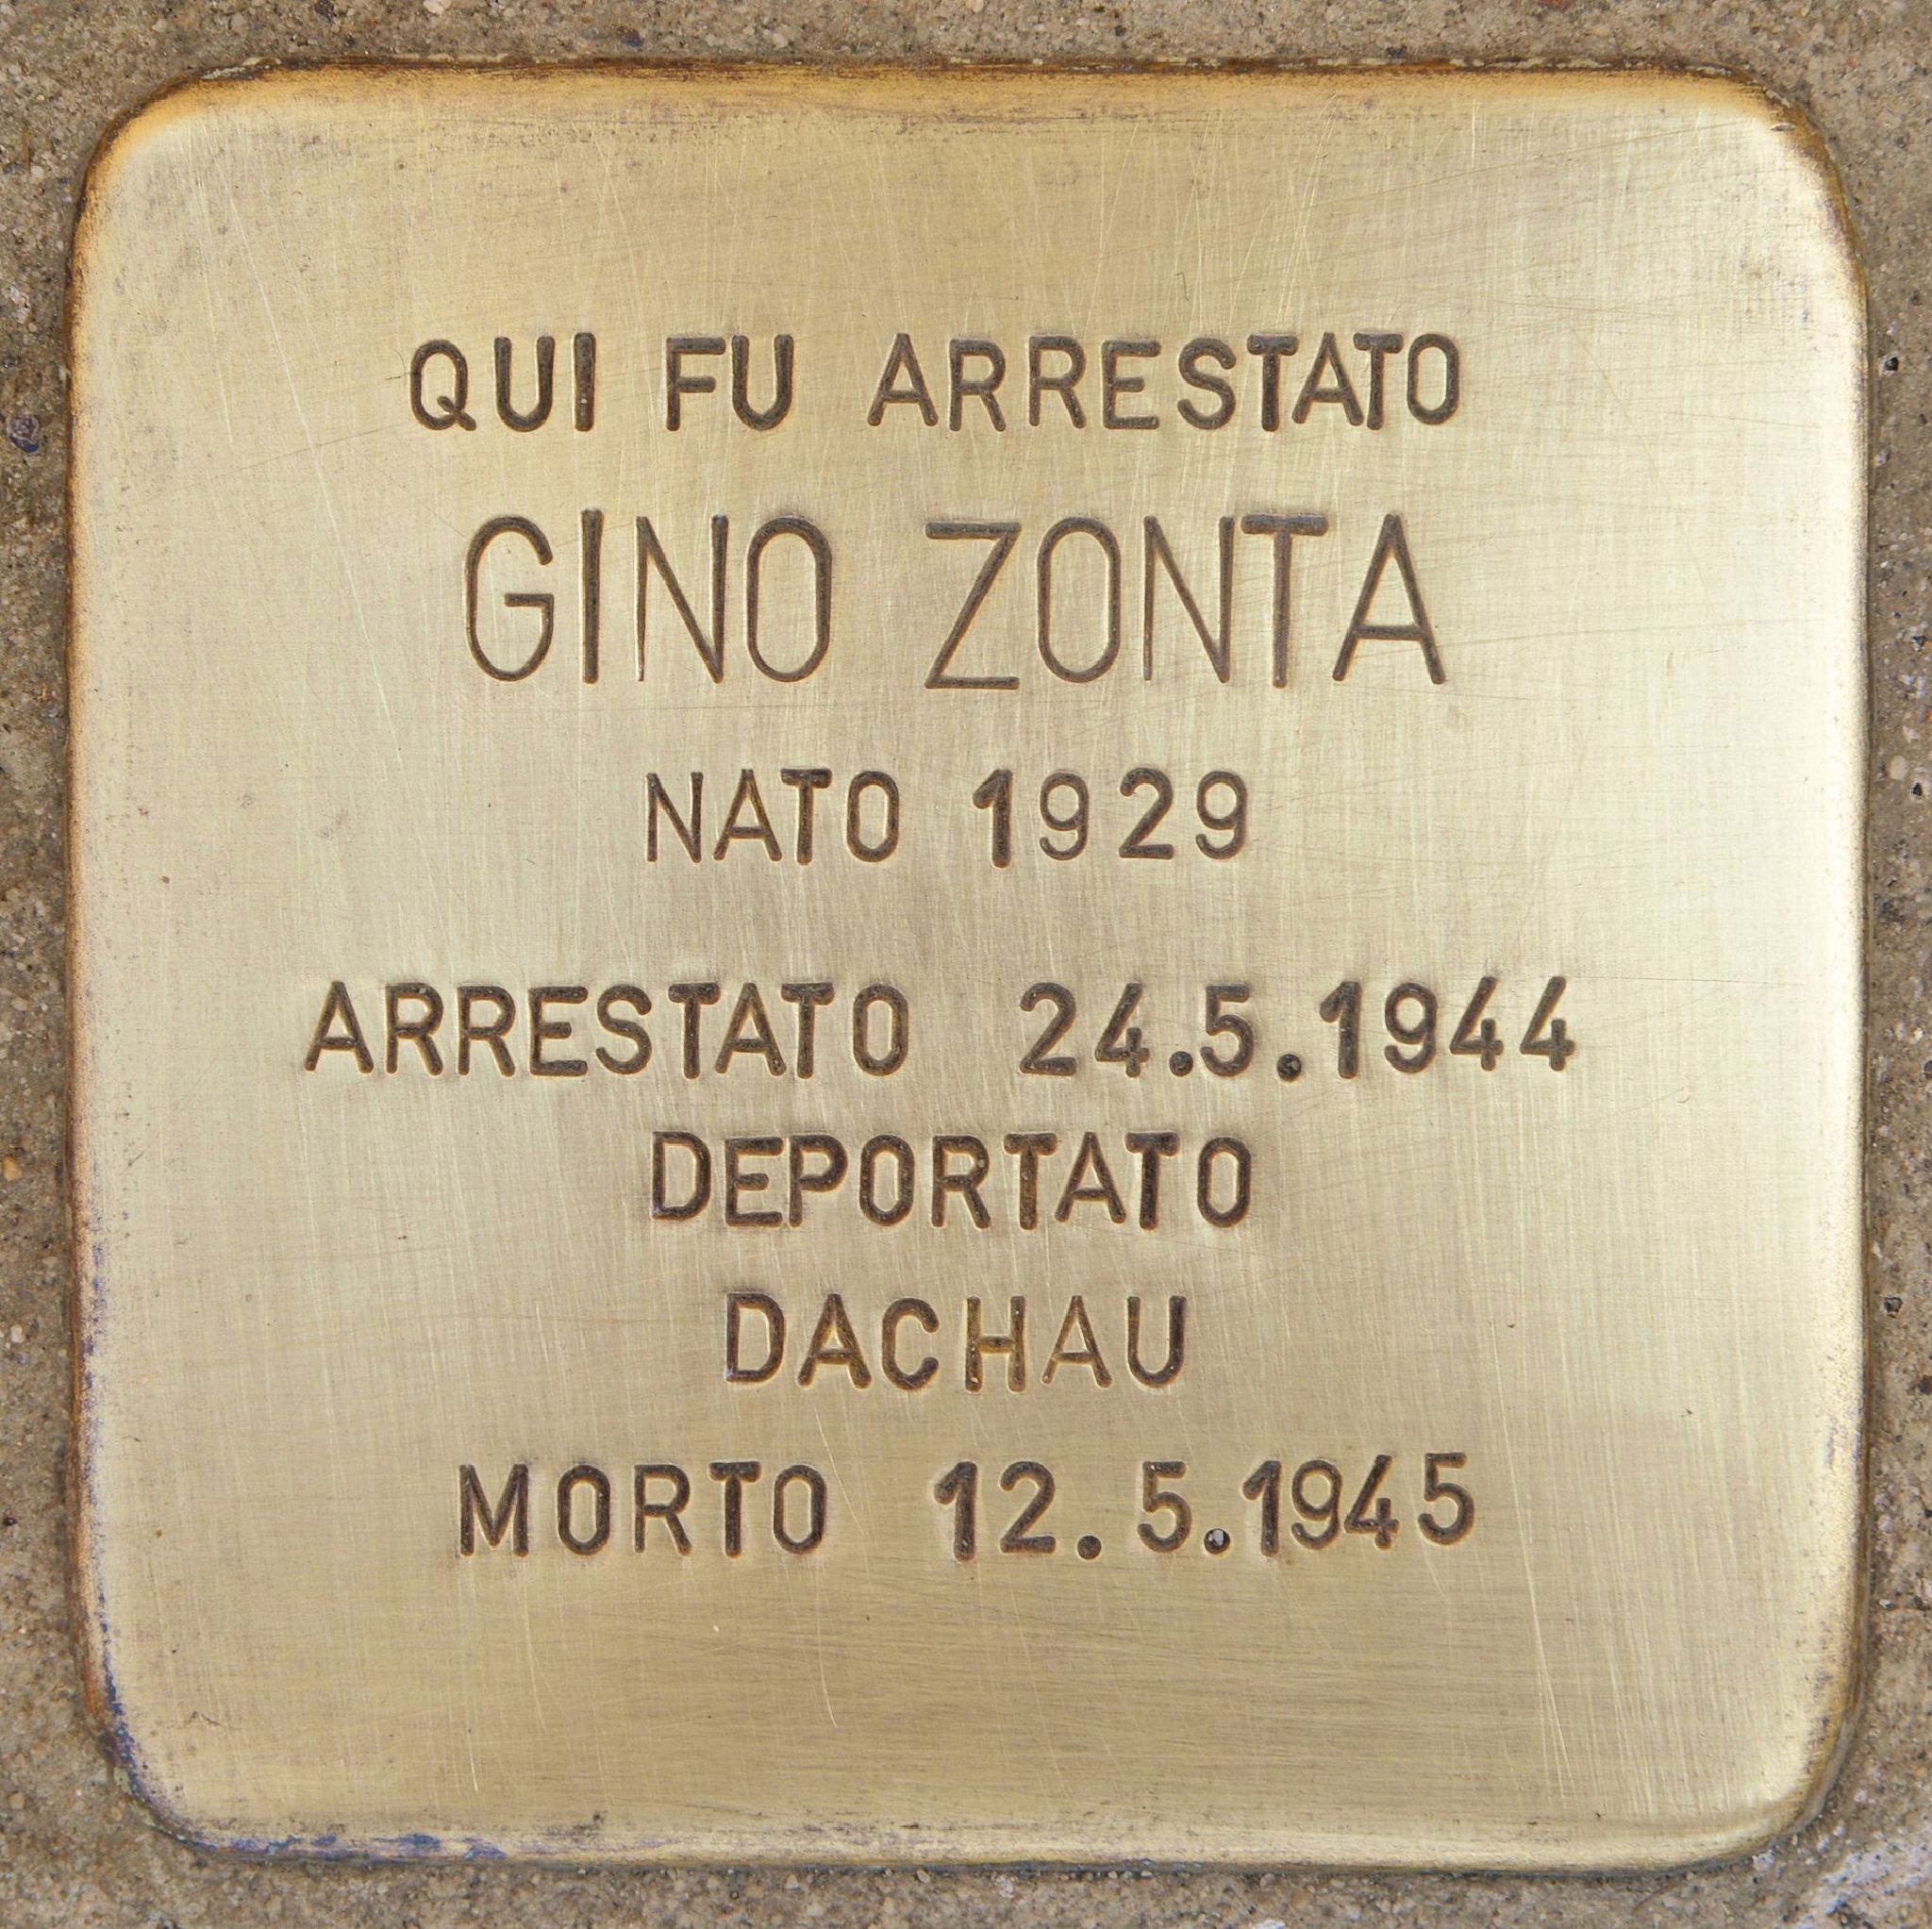 QUI FU ARRESTATO
GINO ZONTA
NATO 1929
ARRESTATO 24.5.1944
DEPORTATO
DACHAU
MORTO 12.5.1945